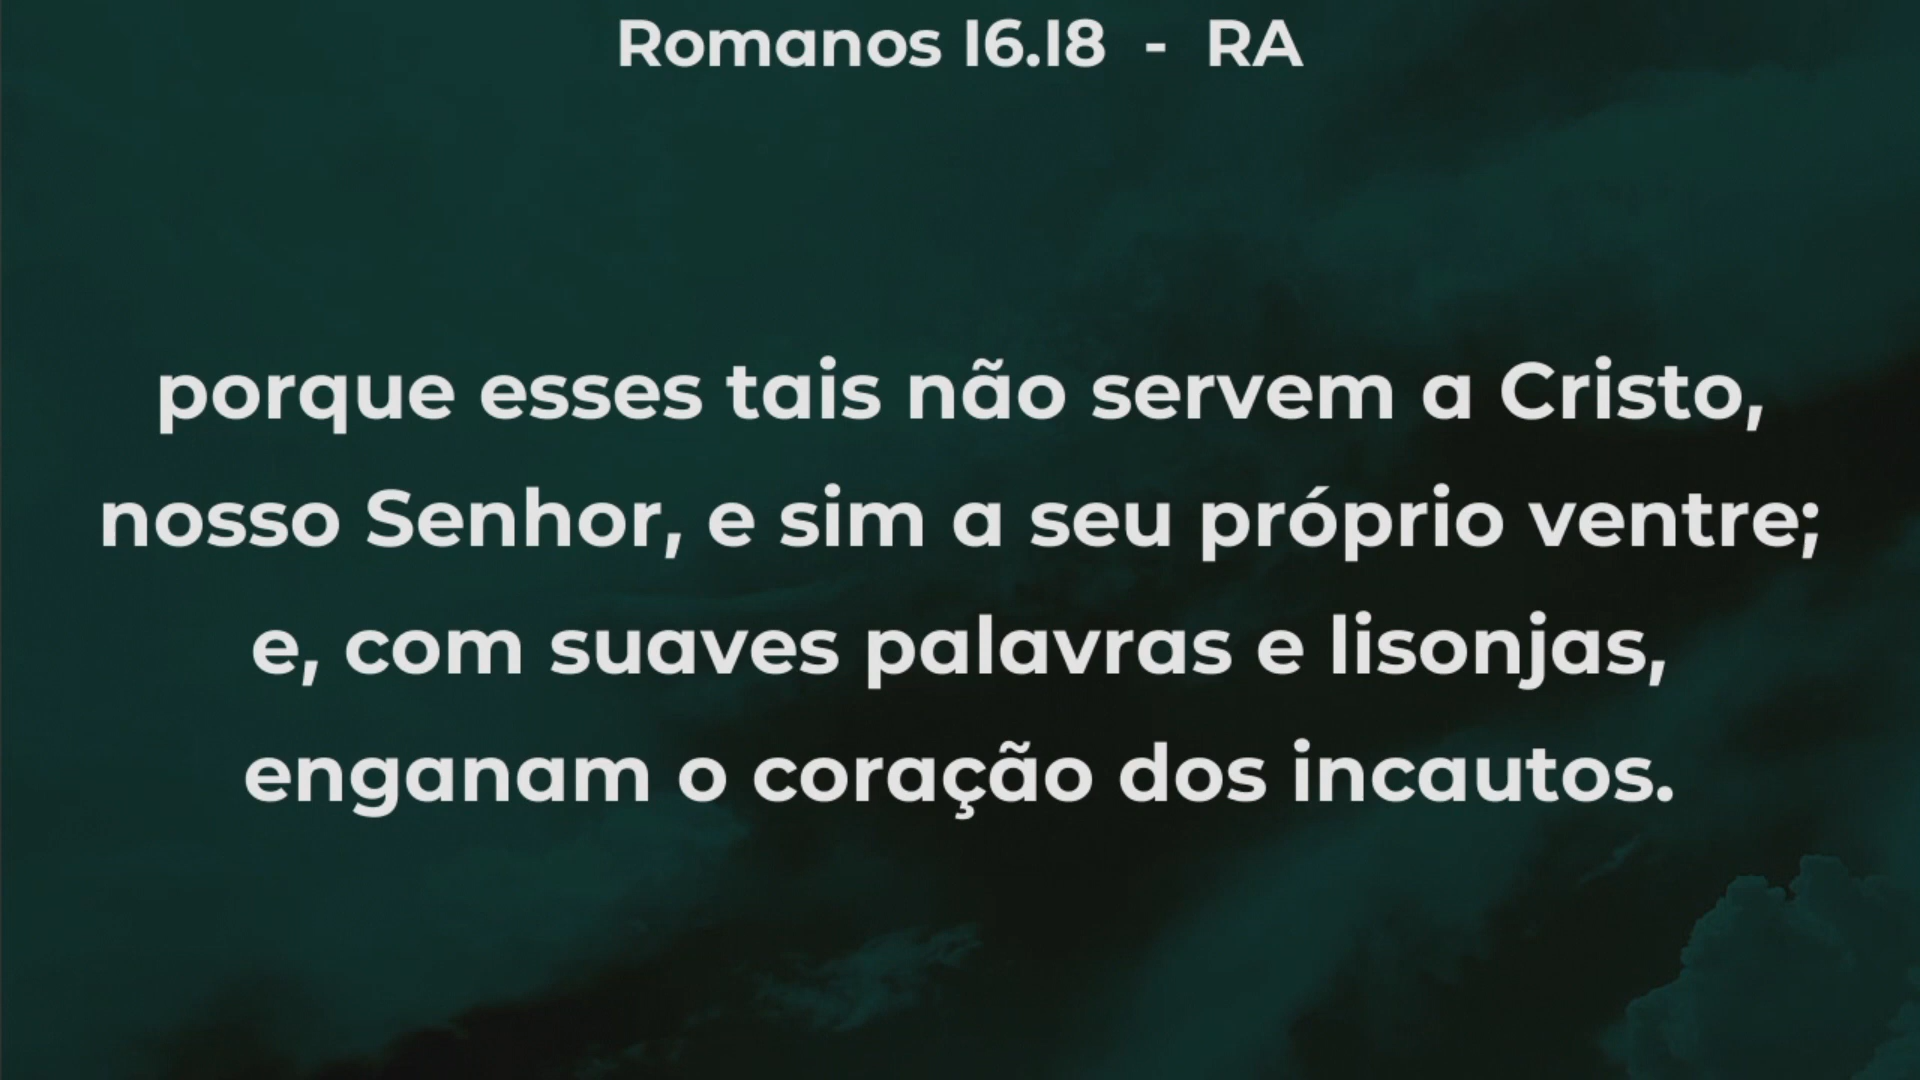 Romanos 16.18 - RA
porque esses tais não servem a Cristo,
nosso Senhor, e sim a seu próprio ventre;
e, com suaves palavras e lisonjas,
enganam o coração dos incautos.